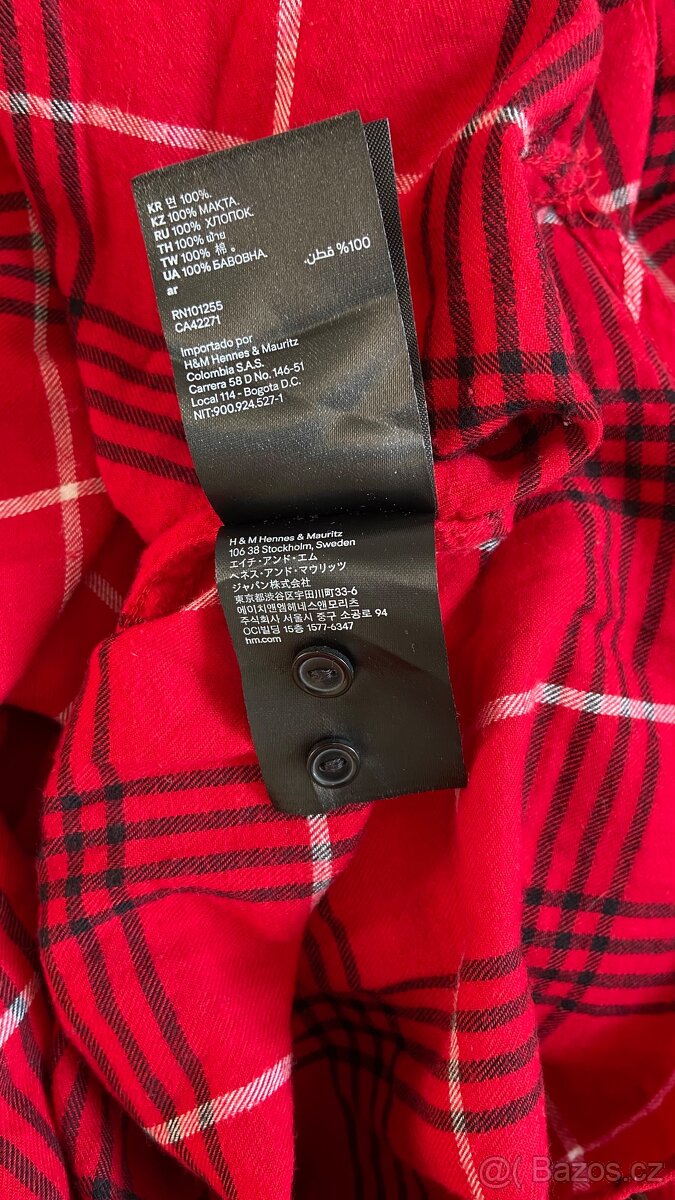 KR 면 100%.
KZ 100% МАҚТА.
RU 100% ХЛОПОК.
TH 100% ฝ้าย
TW 100% 棉 。
UA 100% БАВОВНА.
ar
100% قطن.
RN101255
CA42271
Importado por
H&M Hennes & Mauritz
Colombia S.A.S.
Carrera 58 D No. 146-51
Local 114 - Bogota D.C.
NIT:900.924.527-1
H & M Hennes & Mauritz
106 38 Stockholm, Sweden
エイチ・アンド・エム
ヘネス・アンド・マウリッツ
ジャパン株式会社
東京都渋谷区宇田川町33-6
에이치앤엠헤네스앤모리츠
주식회사 서울시 중구 소공로 94
OCI빌딩 15층 1577-6347
hm.com
@( Bazos.cz